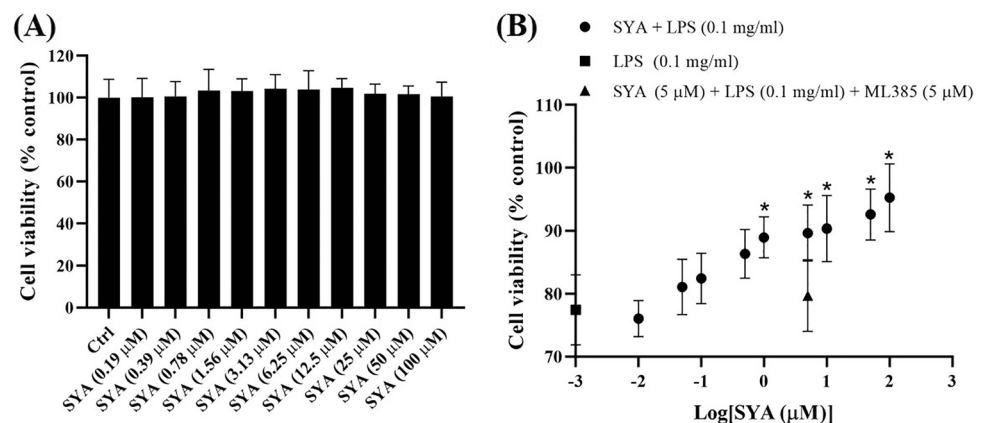 (A)
Cell viability (% control)
120
100
80
60
40
20
0
Ctrl
SYA (0.19 μM)
SYA (0.39 μM)
SYA (0.78 μM)
SYA (1.56 μM)
SYA (3.13 μM)
SYA (6.25 μM)
SYA (12.5 μM)
SYA (25 μM)
SYA (50 μM)
SYA (100 μM)
(B)
SYA + LPS (0.1 mg/ml)
LPS (0.1 mg/ml)
SYA (5 μM) + LPS (0.1 mg/ml) + ML385 (5 μM)
Cell viability (% control)
110
100
90
80
70
* * * * *
-3 -2 -1 0 1 2 3
Log[SYA (μM)]